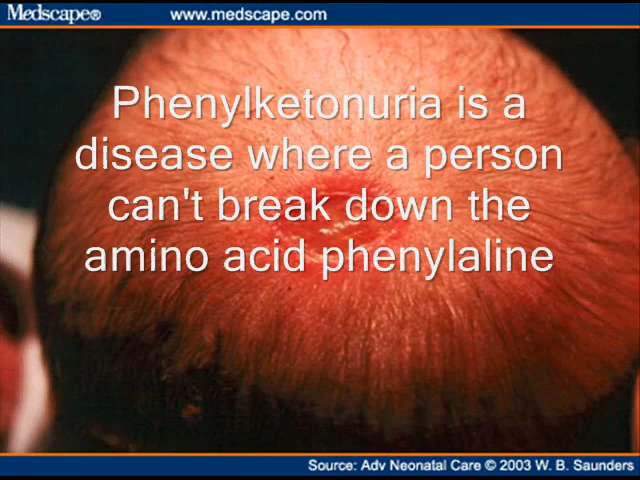 Medscape® www.medscape.com
Phenylketonuria is a
disease where a person
can't break down the
amino acid phenylaline
Source: Adv Neonatal Care © 2003 W. B. Saunders